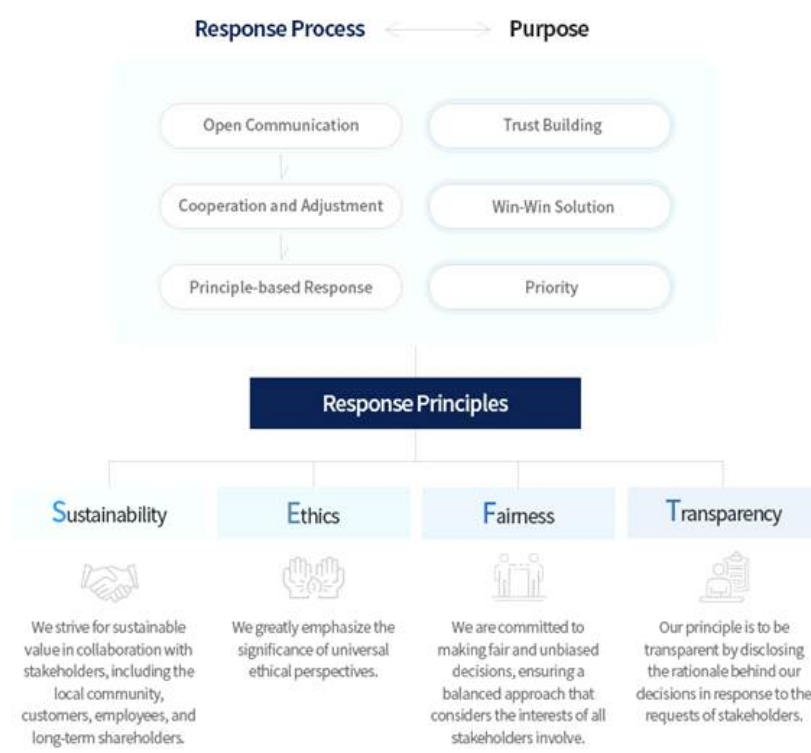 Response Process Purpose
Open Communication Trust Building
Cooperation and Adjustment Win-Win Solution
Principle-based Response Priority
Response Principles
Sustainability
We strive for sustainable
value in collaboration with
stakeholders, including the
local community,
customers, employees, and
long-term shareholders.
Ethics
We greatly emphasize the
significance of universal
ethical perspectives.
Fairness
We are committed to
making fair and unbiased
decisions, ensuring a
balanced approach that
considers the interests of all
stakeholders involve.
Transparency
Our principle is to be
transparent by disclosing
the rationale behind our
decisions in response to the
requests of stakeholders.